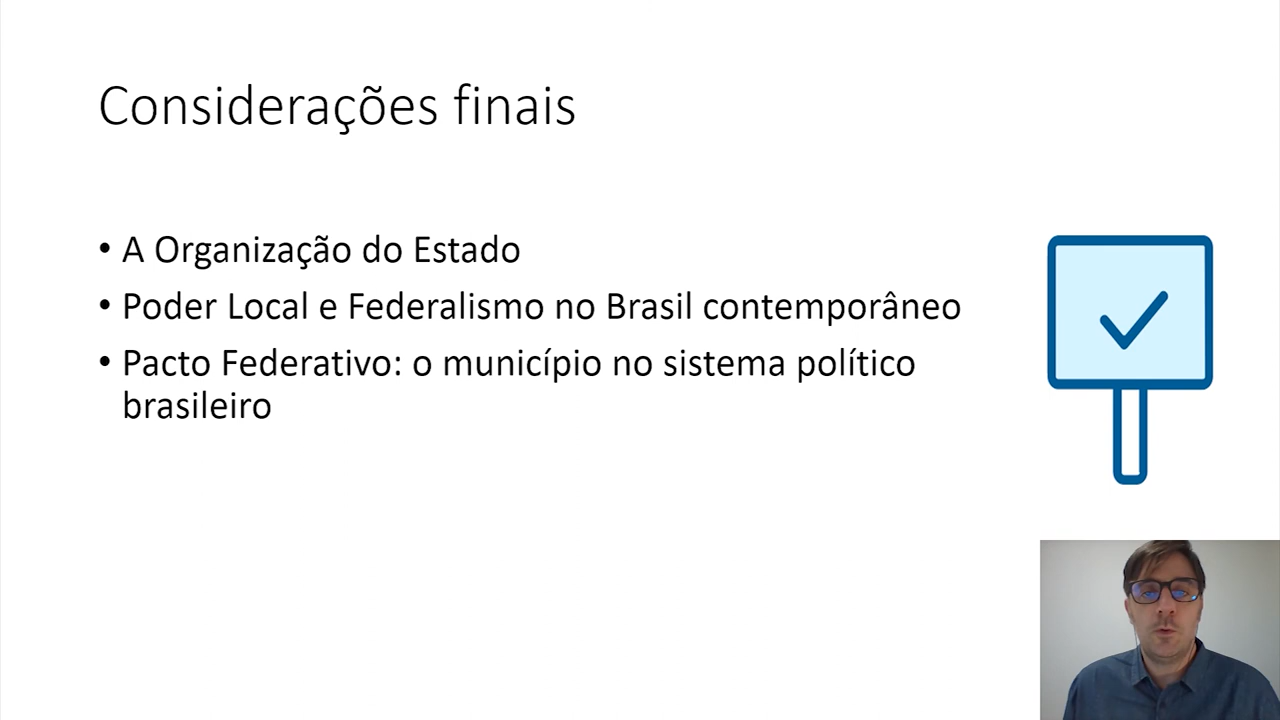 Considerações finais
• A Organização do Estado
• Poder Local e Federalismo no Brasil contemporâneo
• Pacto Federativo: o município no sistema político
brasileiro